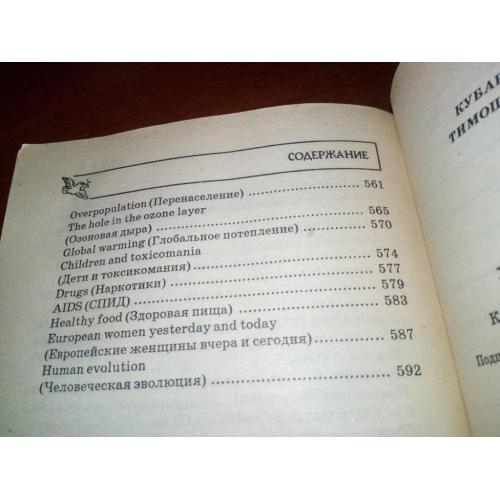 СОДЕРЖАНИЕ
Overpopulation (Перенаселение) 561
The hole in the ozone layer
(Озоновая дыра) 565
Global warming (Глобальное потепление) 570
Children and toxicomania
(Дети и токсикомания) 574
Drugs (Наркотики) 577
AIDS (СПИД) 579
Healthy food (Здоровая пища) 583
European women yesterday and today
(Европейские женщины вчера и сегодня) 587
Human evolution
(Человеческая эволюция) 592